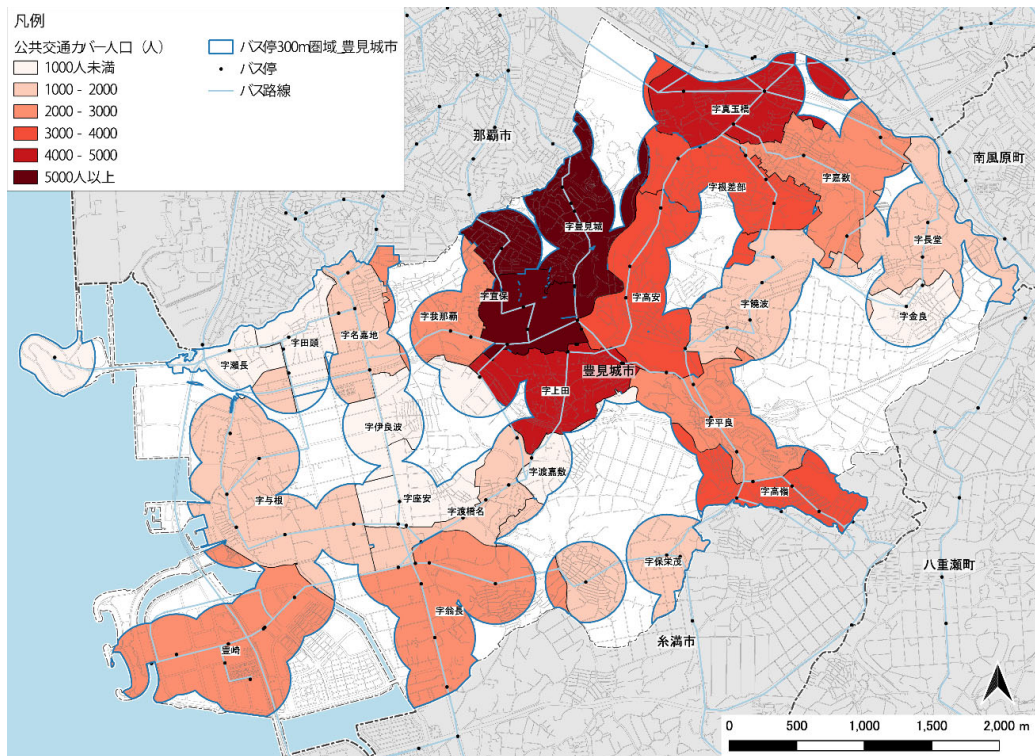 凡例
公共交通カバー人口（人）
1000人未満
1000 - 2000
2000 - 3000
3000 - 4000
4000 - 5000
5000人以上
バス停300m圏域_豊見城市
バス停
バス路線
那覇市
南風原町
字真玉橋
字嘉数
字根差部
字豊見城
字長堂
字宜保
字高安
字饒波
字金良
字我那覇
字名嘉地
字田頭
字瀬長
豊見城市
字上田
字伊良波
字平良
字渡嘉敷
字高嶺
字座安
字与根
字渡橋名
字保栄茂
八重瀬町
字翁長
糸満市
豊崎
0 500 1,000 1,500 2,000 m